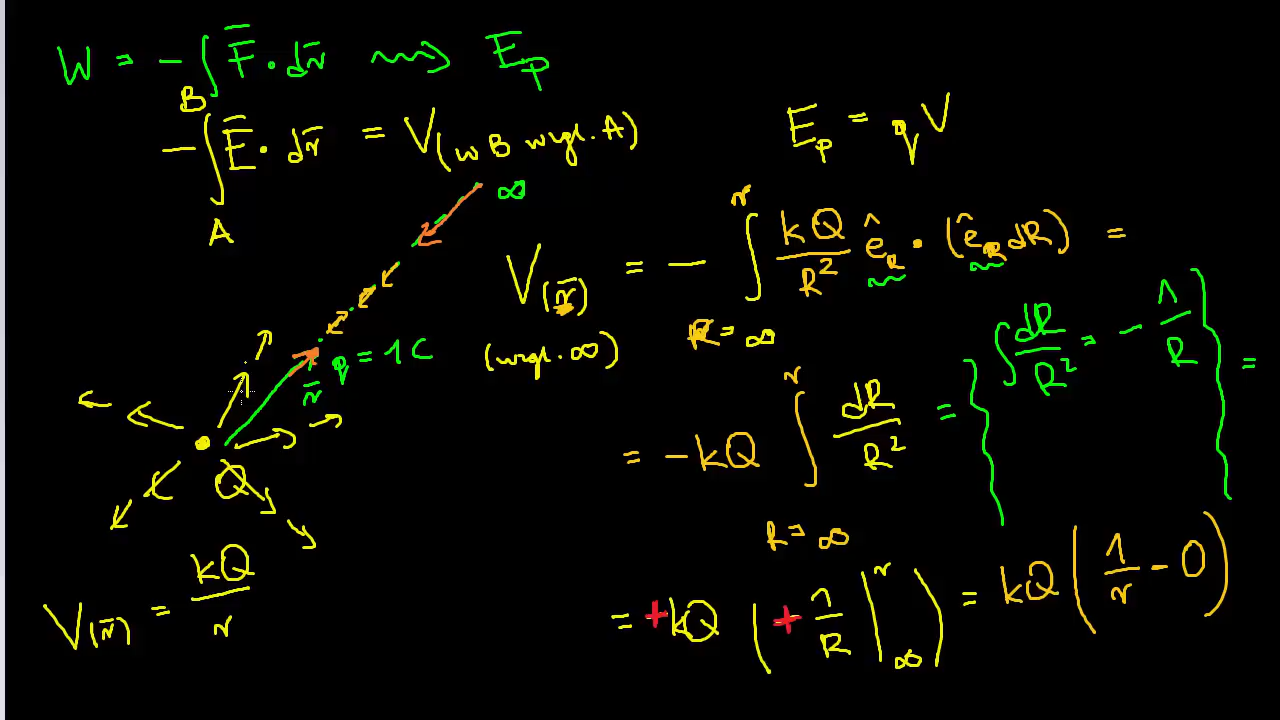 W = - ∫ F̄ · dr̄ ⟿ E_p
- ∫_A^B Ē · dr̄ = V(w B wzgl. A)
E_p = qV
∞
V(r̄) = - ∫_{R=∞}^r kQ/R² ê_R · (ê_R dR) =
(wzgl. ∞)
r̄ q = 1C
Q
= -kQ ∫_{R=∞}^r dR/R² = { ∫ dR/R² = - 1/R } =
= +kQ ( + 1/R |_∞^r ) = kQ ( 1/r - 0 )
V(r̄) = kQ/r